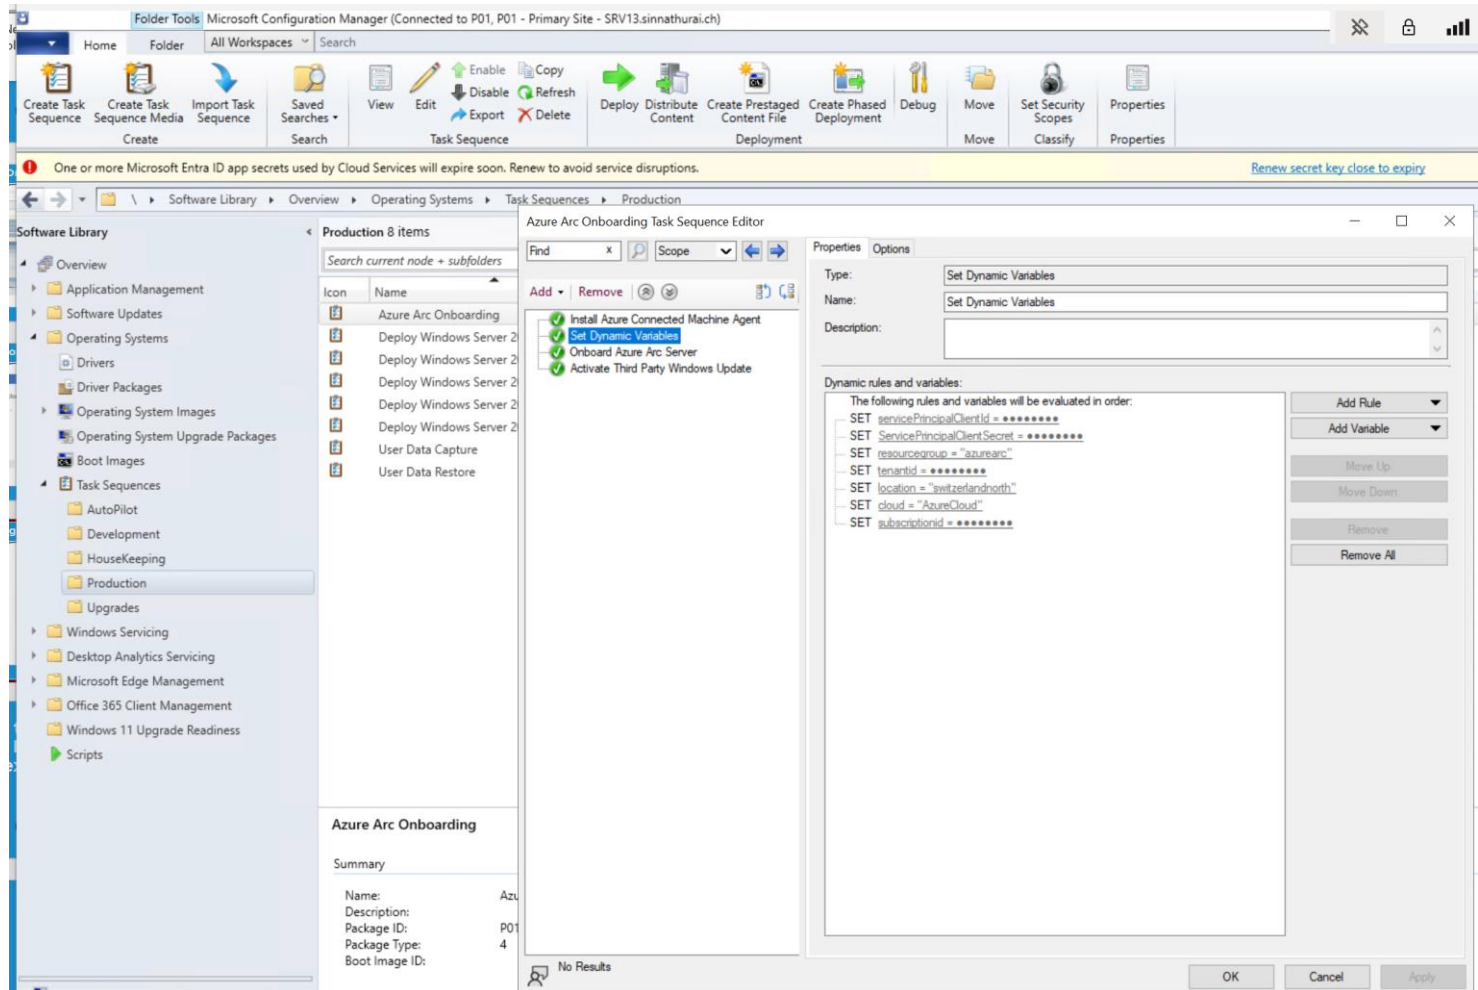 Folder Tools Microsoft Configuration Manager (Connected to P01, P01 - Primary Site - SRV13.sinnathurai.ch)
Home Folder All Workspaces Search
Create Task Sequence
Create Task Sequence Media
Import Task Sequence
Create
Saved Searches
Search
View
Edit
Enable
Disable
Export
Copy
Refresh
Delete
Task Sequence
Deploy
Distribute Content
Create Prestaged Content File
Create Phased Deployment
Debug
Deployment
Move
Move
Set Security Scopes
Classify
Properties
Properties
One or more Microsoft Entra ID app secrets used by Cloud Services will expire soon. Renew to avoid service disruptions.
Renew secret key close to expiry
\ Software Library Overview Operating Systems Task Sequences Production
Software Library
Overview
Application Management
Software Updates
Operating Systems
Drivers
Driver Packages
Operating System Images
Operating System Upgrade Packages
Boot Images
Task Sequences
AutoPilot
Development
HouseKeeping
Production
Upgrades
Windows Servicing
Desktop Analytics Servicing
Microsoft Edge Management
Office 365 Client Management
Windows 11 Upgrade Readiness
Scripts
Production 8 items
Search current node + subfolders
Icon Name
Azure Arc Onboarding
Deploy Windows Server 2
Deploy Windows Server 2
Deploy Windows Server 2
Deploy Windows Server 2
Deploy Windows Server 2
User Data Capture
User Data Restore
Azure Arc Onboarding
Summary
Name: Azu
Description:
Package ID: P01
Package Type: 4
Boot Image ID:
Azure Arc Onboarding Task Sequence Editor
Find x Scope
Add Remove
Install Azure Connected Machine Agent
Set Dynamic Variables
Onboard Azure Arc Server
Activate Third Party Windows Update
No Results
Properties Options
Type: Set Dynamic Variables
Name: Set Dynamic Variables
Description:
Dynamic rules and variables:
The following rules and variables will be evaluated in order:
SET servicePrincipalClientId = ●●●●●●●●
SET ServicePrincipalClientSecret = ●●●●●●●●
SET resourcegroup = "azurearc"
SET tenantid = ●●●●●●●●
SET location = "switzerlandnorth"
SET cloud = "AzureCloud"
SET subscriptionid = ●●●●●●●●
Add Rule
Add Variable
Move Up
Move Down
Remove
Remove All
OK Cancel Apply